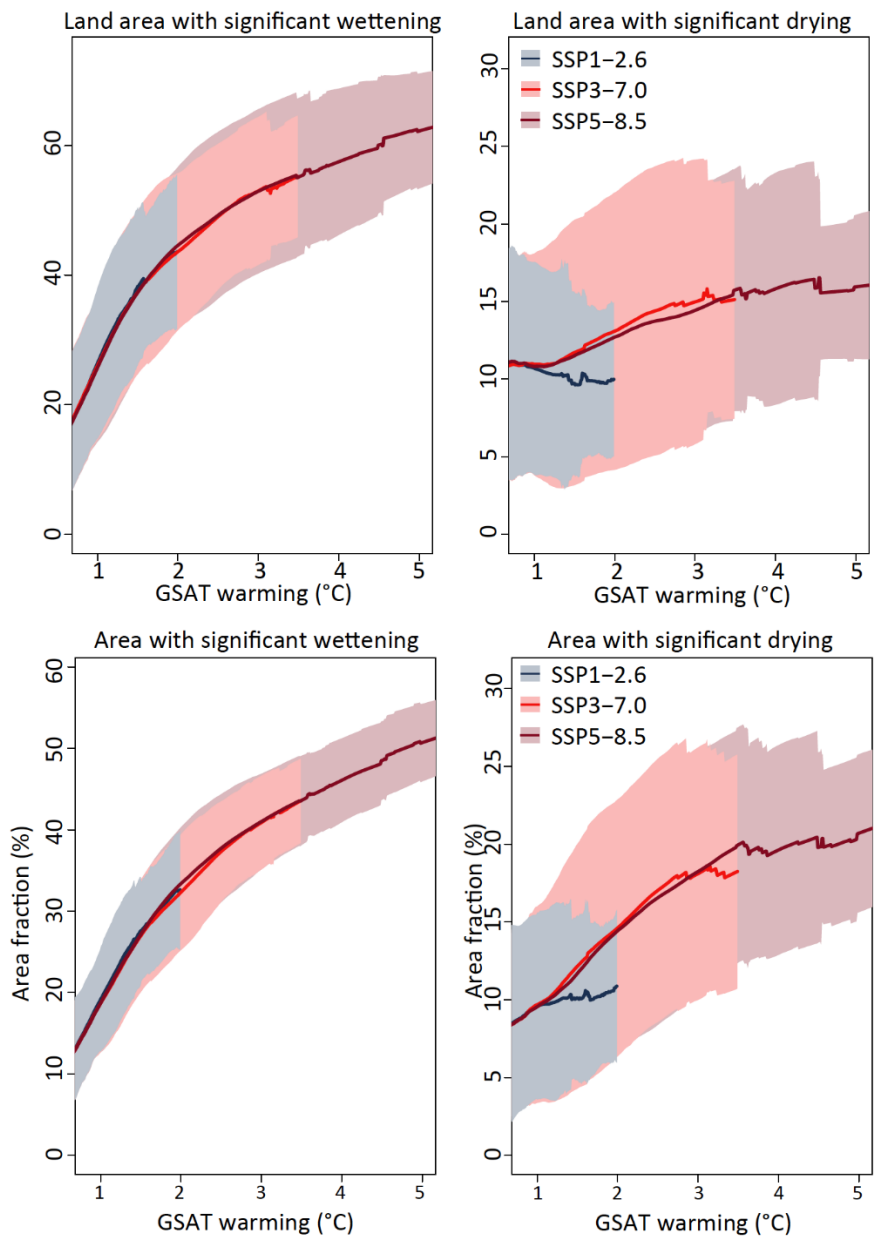 Land area with significant wettening
Land area with significant drying
60
40
20
0
1 2 3 4 5
GSAT warming (°C)
30
25
20
15
10
5
0
SSP1−2.6
SSP3−7.0
SSP5−8.5
1 2 3 4 5
GSAT warming (°C)
Area with significant wettening
Area with significant drying
Area fraction (%)
60
50
40
30
20
10
0
1 2 3 4 5
GSAT warming (°C)
Area fraction (%)
30
25
20
15
10
5
0
SSP1−2.6
SSP3−7.0
SSP5−8.5
1 2 3 4 5
GSAT warming (°C)